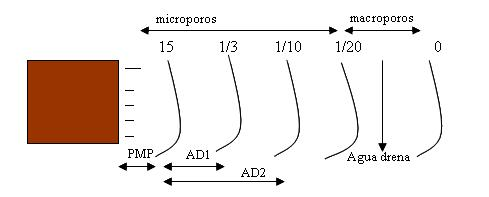 microporos
macroporos
15 1/3 1/10 1/20 0
PMP AD1 Agua drena
AD2